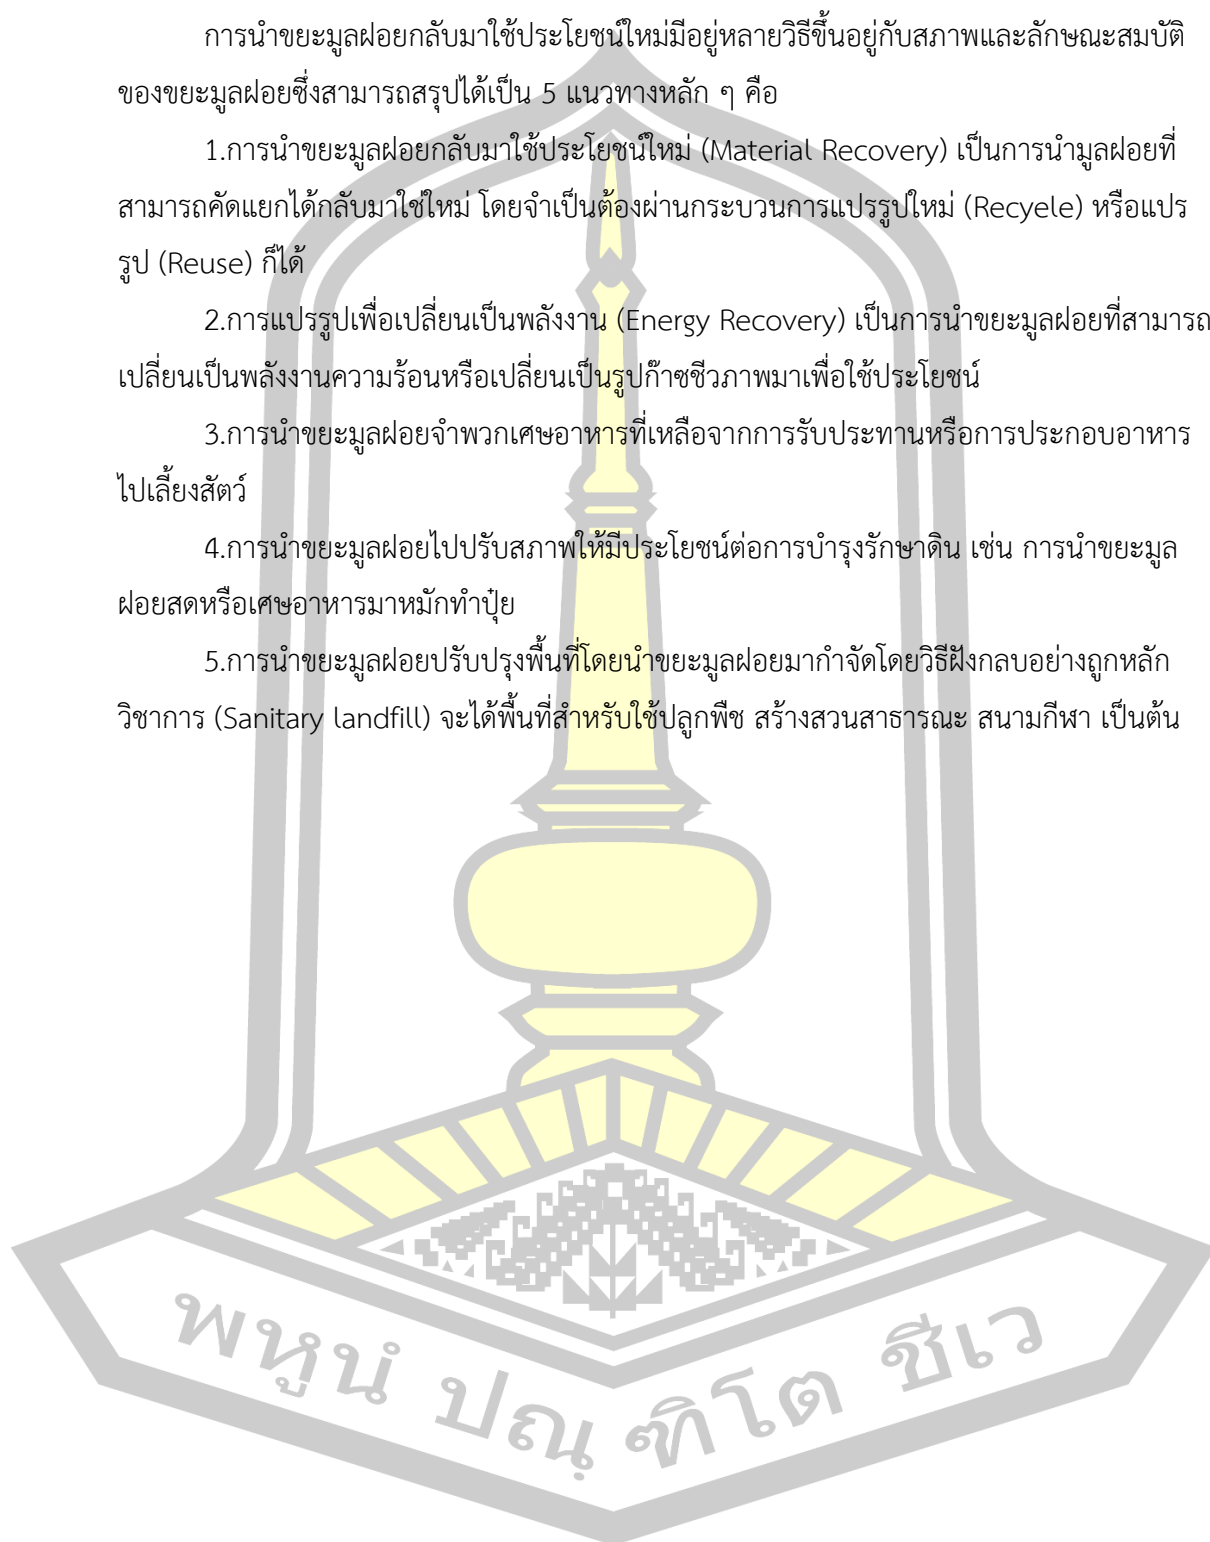 การนำขยะมูลฝอยกลับมาใช้ประโยชน์ใหม่มีอยู่หลายวิธีขึ้นอยู่กับสภาพและลักษณะสมบัติ
ของขยะมูลฝอยซึ่งสามารถสรุปได้เป็น 5 แนวทางหลัก ๆ คือ
1.การนำขยะมูลฝอยกลับมาใช้ประโยชน์ใหม่ (Material Recovery) เป็นการนำมูลฝอยที่
สามารถคัดแยกได้กลับมาใช่ใหม่ โดยจำเป็นต้องผ่านกระบวนการแปรรูปใหม่ (Recyele) หรือแปร
รูป (Reuse) ก็ได้
2.การแปรรูปเพื่อเปลี่ยนเป็นพลังงาน (Energy Recovery) เป็นการนำขยะมูลฝอยที่สามารถ
เปลี่ยนเป็นพลังงานความร้อนหรือเปลี่ยนเป็นรูปก๊าซชีวภาพมาเพื่อใช้ประโยชน์
3.การนำขยะมูลฝอยจำพวกเศษอาหารที่เหลือจากการรับประทานหรือการประกอบอาหาร
ไปเลี้ยงสัตว์
4.การนำขยะมูลฝอยไปปรับสภาพให้มีประโยชน์ต่อการบำรุงรักษาดิน เช่น การนำขยะมูล
ฝอยสดหรือเศษอาหารมาหมักทำปุ๋ย
5.การนำขยะมูลฝอยปรับปรุงพื้นที่โดยนำขยะมูลฝอยมากำจัดโดยวิธีฝังกลบอย่างถูกหลัก
วิชาการ (Sanitary landfill) จะได้พื้นที่สำหรับใช้ปลูกพืช สร้างสวนสาธารณะ สนามกีฬา เป็นต้น
พหูนํ ปณฺฑิโต ชีเว